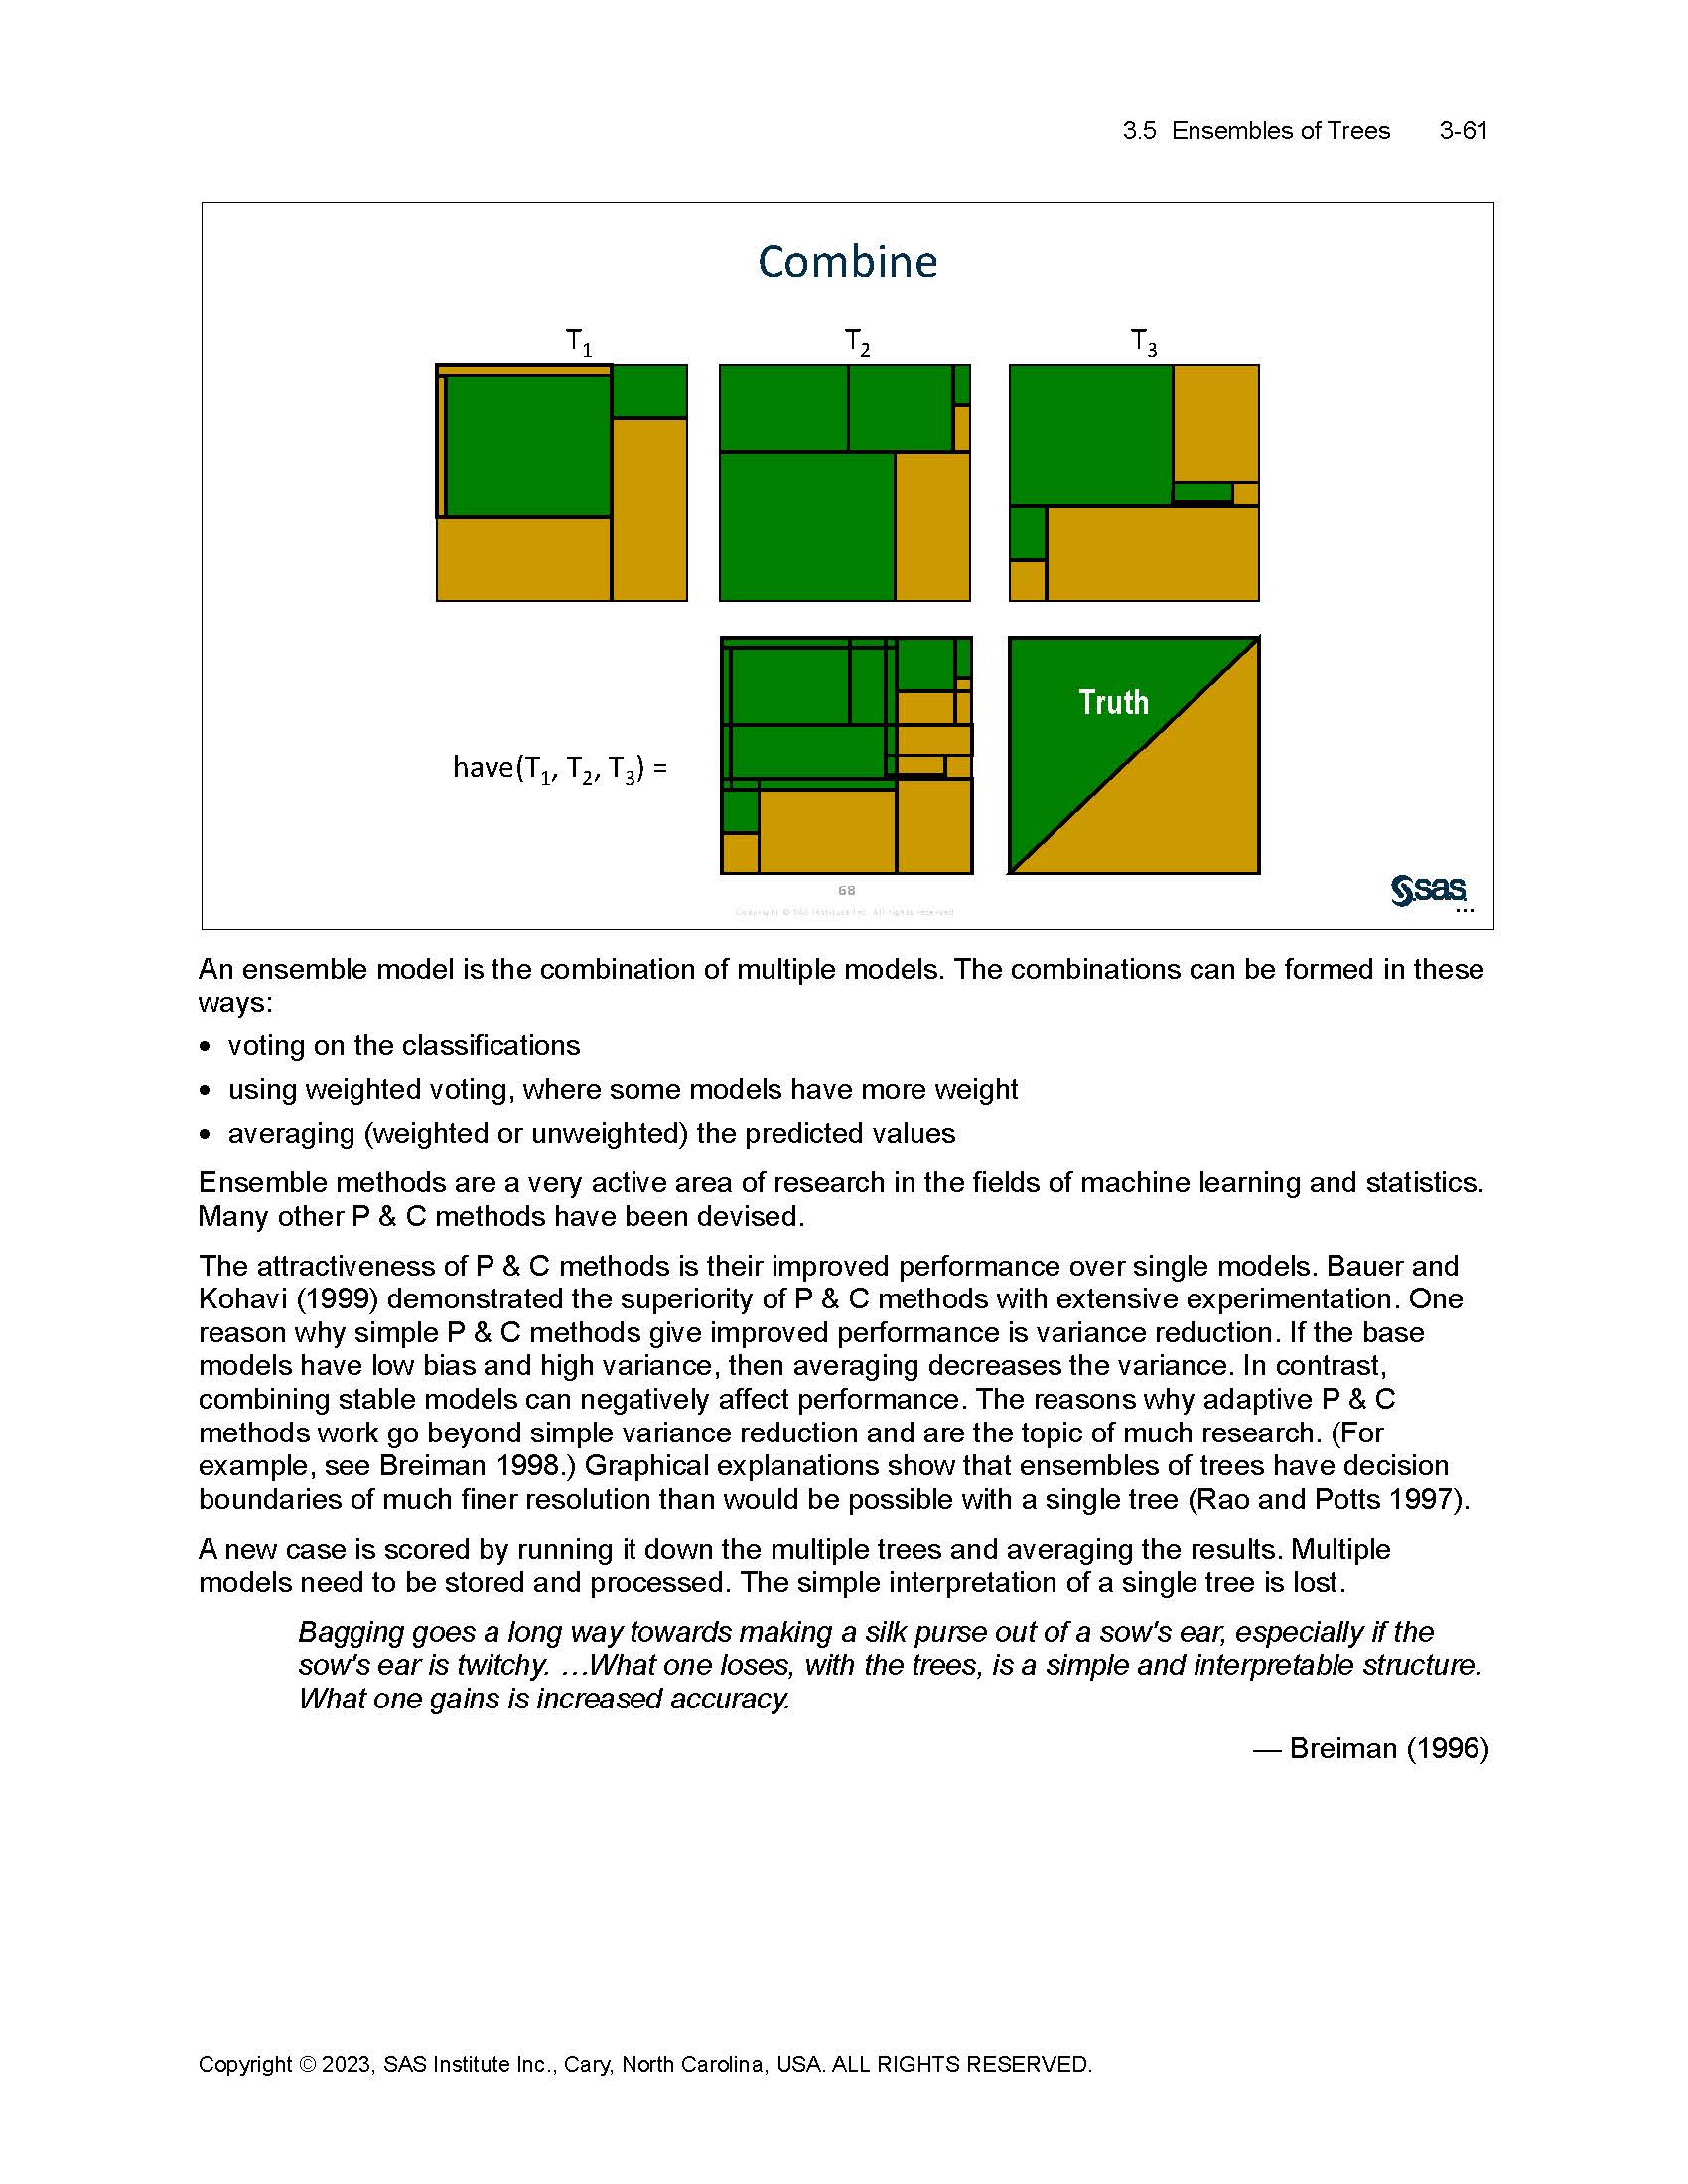 3.5 Ensembles of Trees 3-61
Combine
T1 T2 T3
Truth
have(T1, T2, T3) =
68
Copyright © SAS Institute Inc. All rights reserved.
sas
...
An ensemble model is the combination of multiple models. The combinations can be formed in these
ways:
• voting on the classifications
• using weighted voting, where some models have more weight
• averaging (weighted or unweighted) the predicted values
Ensemble methods are a very active area of research in the fields of machine learning and statistics.
Many other P & C methods have been devised.
The attractiveness of P & C methods is their improved performance over single models. Bauer and
Kohavi (1999) demonstrated the superiority of P & C methods with extensive experimentation. One
reason why simple P & C methods give improved performance is variance reduction. If the base
models have low bias and high variance, then averaging decreases the variance. In contrast,
combining stable models can negatively affect performance. The reasons why adaptive P & C
methods work go beyond simple variance reduction and are the topic of much research. (For
example, see Breiman 1998.) Graphical explanations show that ensembles of trees have decision
boundaries of much finer resolution than would be possible with a single tree (Rao and Potts 1997).
A new case is scored by running it down the multiple trees and averaging the results. Multiple
models need to be stored and processed. The simple interpretation of a single tree is lost.
Bagging goes a long way towards making a silk purse out of a sow's ear, especially if the
sow's ear is twitchy. …What one loses, with the trees, is a simple and interpretable structure.
What one gains is increased accuracy.
— Breiman (1996)
Copyright © 2023, SAS Institute Inc., Cary, North Carolina, USA. ALL RIGHTS RESERVED.